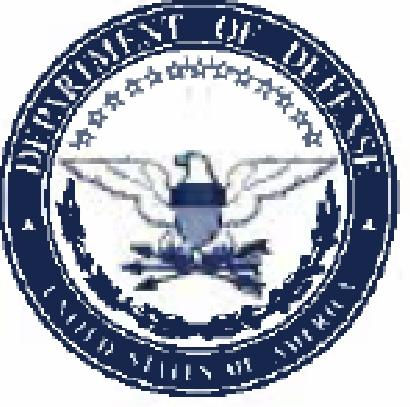 DEPARTMENT OF DEFENSE
UNITED STATES OF AMERICA